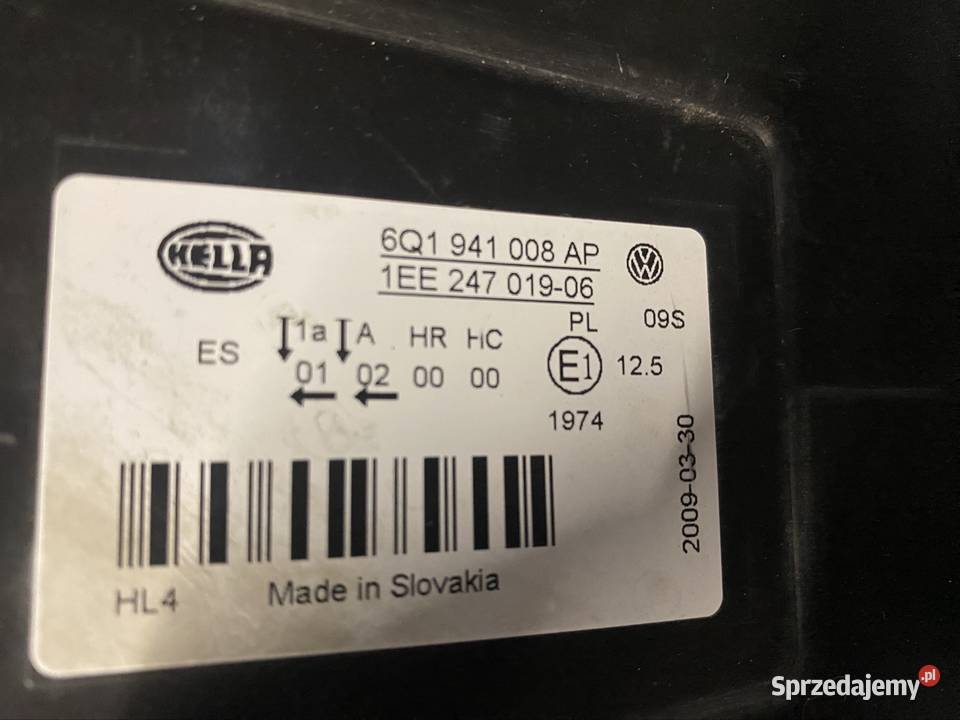 HELLA
6Q1 941 008 AP
1EE 247 019-06
PL
09S
ES 1a A HR HC
01 02 00 00
E1
12.5
1974
2009-03-30
HL4
Made in Slovakia
Sprzedajemy.pl